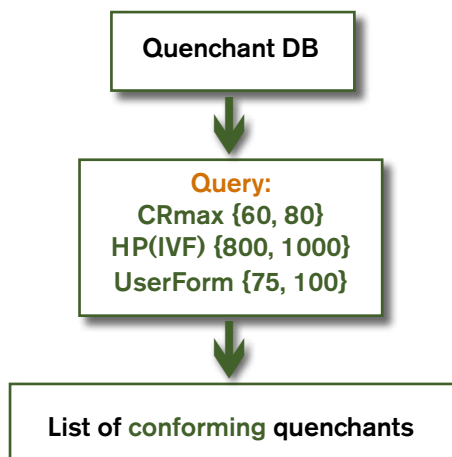 Quenchant DB
Query:
CRmax {60, 80}
HP(IVF) {800, 1000}
UserForm {75, 100}
List of conforming quenchants